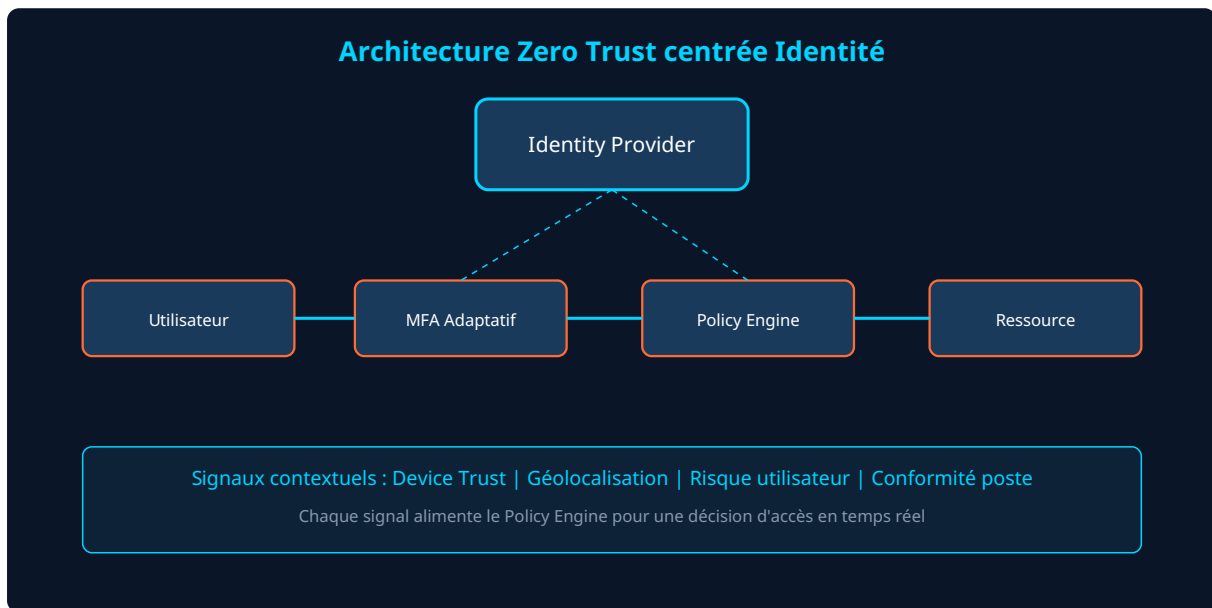 Architecture Zero Trust centrée Identité
Identity Provider
Utilisateur
MFA Adaptatif
Policy Engine
Ressource
Signaux contextuels : Device Trust | Géolocalisation | Risque utilisateur | Conformité poste
Chaque signal alimente le Policy Engine pour une décision d'accès en temps réel